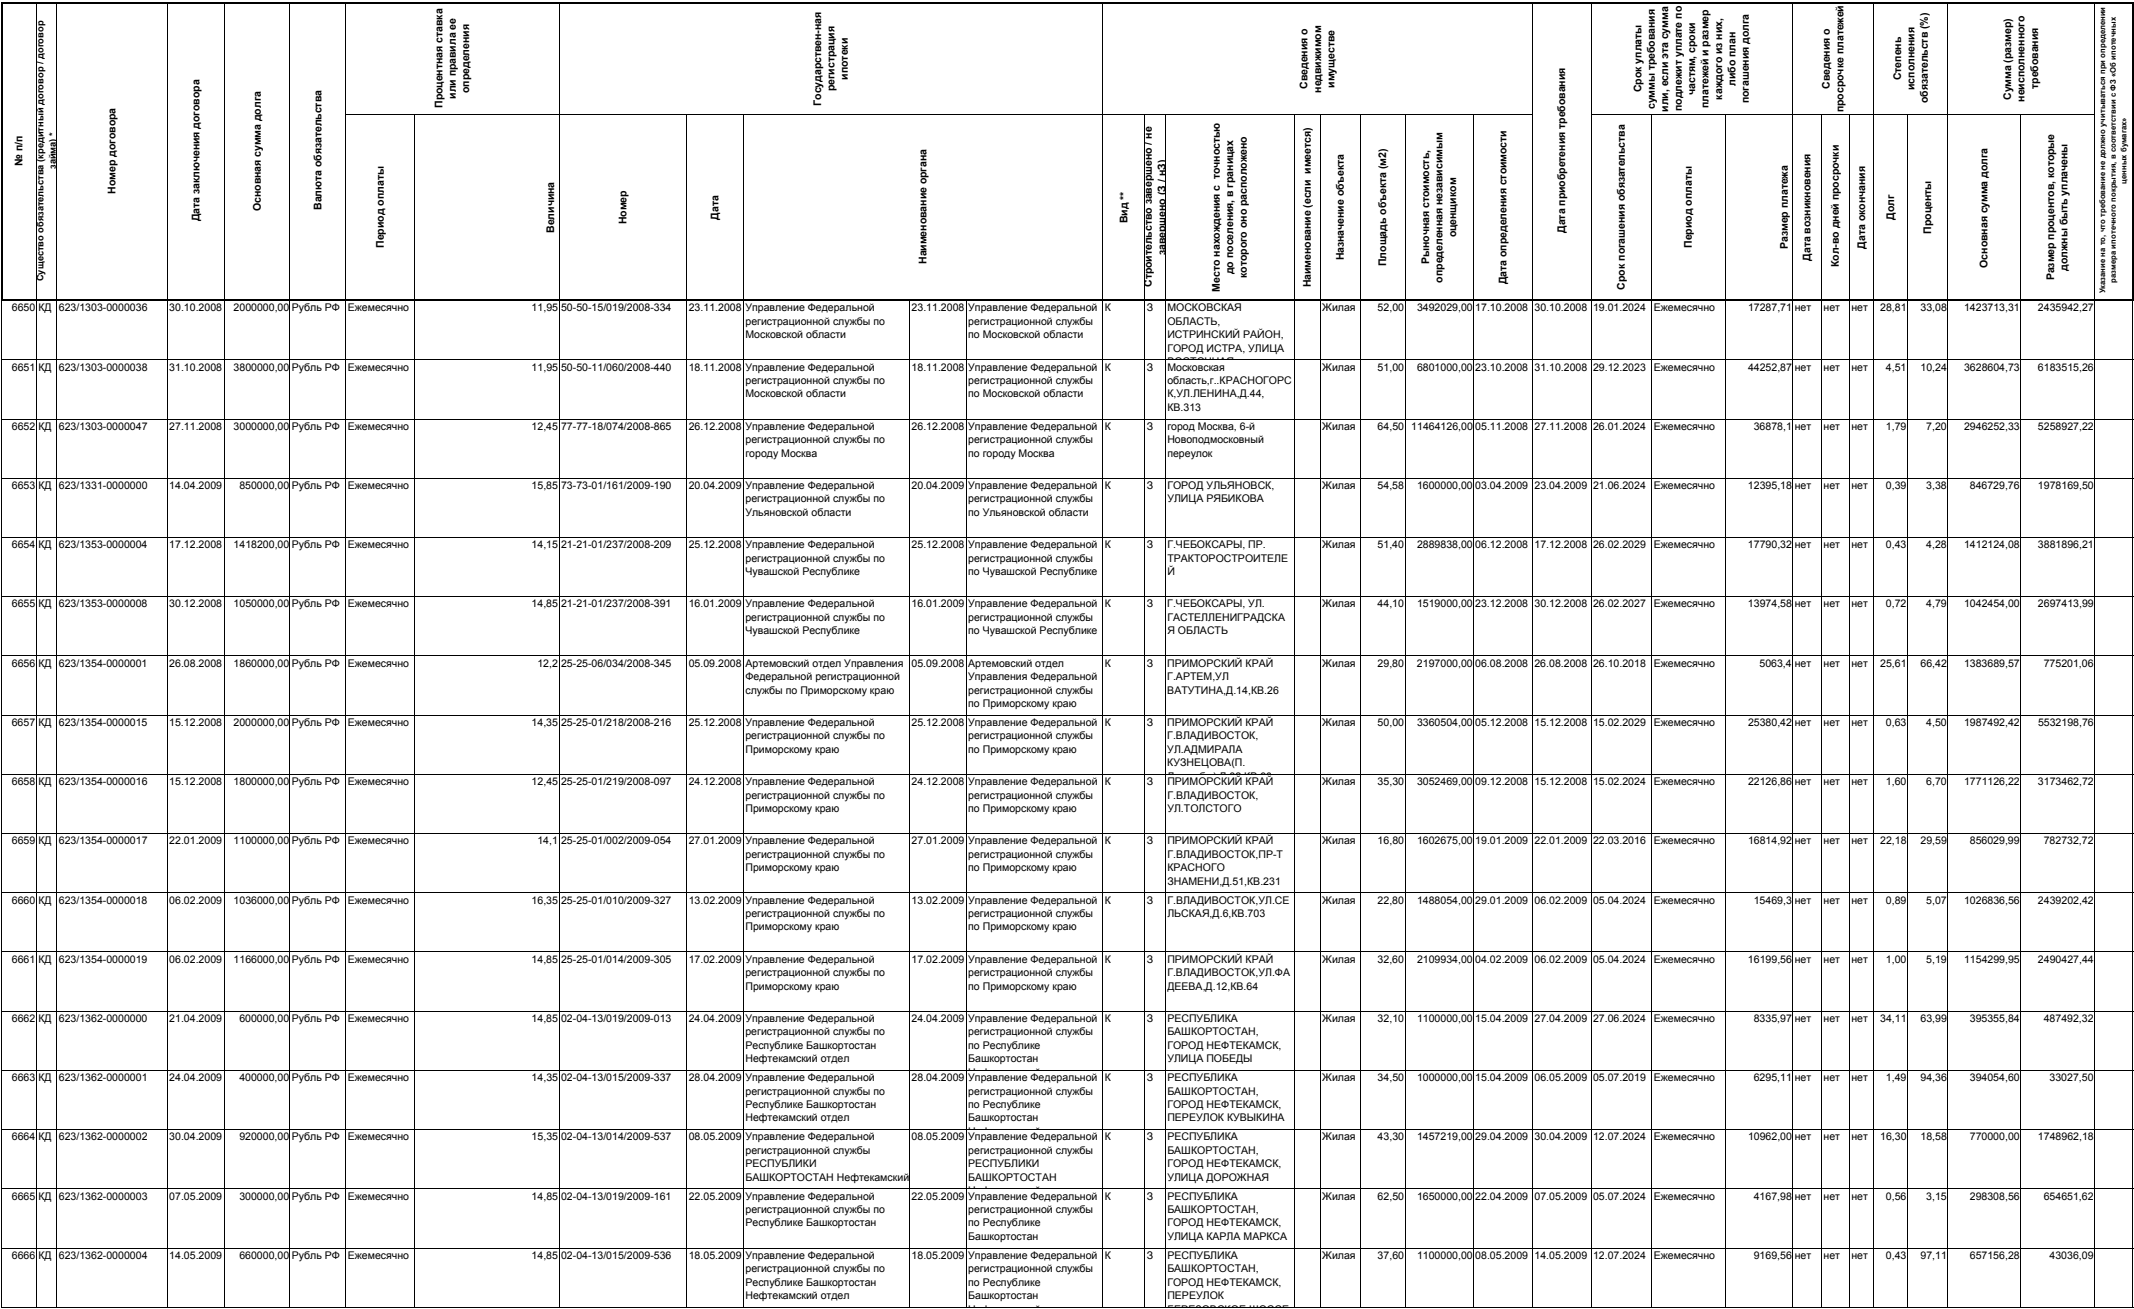 № п/п
Существо обязательства (кредитный договор / договор займа) *
Номер договора
Дата заключения договора
Основная сумма долга
Валюта обязательства
Процентная ставка или правила ее определения
Период оплаты
Величина
Государствен-ная регистрация ипотеки
Номер
Дата
Наименование органа
Сведения о недвижимом имуществе
Вид **
Строительство завершено / не завершено (З / нЗ)
Место нахождения с точностью до поселения, в границах которого оно расположено
Наименование (если имеется)
Назначение объекта
Площадь объекта (м2)
Рыночная стоимость, определенная независимым оценщиком
Дата определения стоимости
Дата приобретения требования
Срок уплаты суммы требования или, если эта сумма подлежит уплате по частям, сроки платежей и размер каждого из них, либо план погашения долга
Срок погашения обязательства
Период оплаты
Размер платежа
Сведения о просрочке платежей
Дата возникновения
Кол-во дней просрочки
Дата окончания
Степень исполнения обязательств (%)
Долг
Проценты
Сумма (размер) неисполненного требования
Основная сумма долга
Размер процентов, которые должны быть уплачены
Указание на то, что требование не должно учитываться при определении размера ипотечного покрытия, в соответствии с ФЗ «Об ипотечных ценных бумагах»
6650 КД 623/1303-0000036 30.10.2008 2000000,00 Рубль РФ Ежемесячно 11,95 50-50-15/019/2008-334 23.11.2008 Управление Федеральной регистрационной службы по Московской области 23.11.2008 Управление Федеральной регистрационной службы по Московской области К З МОСКОВСКАЯ ОБЛАСТЬ, ИСТРИНСКИЙ РАЙОН, ГОРОД ИСТРА, УЛИЦА Жилая 52,00 3492029,00 17.10.2008 30.10.2008 19.01.2024 Ежемесячно 17287,71 нет нет нет 28,81 33,08 1423713,31 2435942,27
6651 КД 623/1303-0000038 31.10.2008 3800000,00 Рубль РФ Ежемесячно 11,95 50-50-11/060/2008-440 18.11.2008 Управление Федеральной регистрационной службы по Московской области 18.11.2008 Управление Федеральной регистрационной службы по Московской области К З Московская область,г..КРАСНОГОРСК,УЛ.ЛЕНИНА,Д.44, КВ.313 Жилая 51,00 6801000,00 23.10.2008 31.10.2008 29.12.2023 Ежемесячно 44252,87 нет нет нет 4,51 10,24 3628604,73 6183515,26
6652 КД 623/1303-0000047 27.11.2008 3000000,00 Рубль РФ Ежемесячно 12,45 77-77-18/074/2008-865 26.12.2008 Управление Федеральной регистрационной службы по городу Москва 26.12.2008 Управление Федеральной регистрационной службы по городу Москва К З город Москва, 6-й Новоподмосковный переулок Жилая 64,50 11464126,00 05.11.2008 27.11.2008 26.01.2024 Ежемесячно 36878,1 нет нет нет 1,79 7,20 2946252,33 5258927,22
6653 КД 623/1331-0000000 14.04.2009 850000,00 Рубль РФ Ежемесячно 15,85 73-73-01/161/2009-190 20.04.2009 Управление Федеральной регистрационной службы по Ульяновской области 20.04.2009 Управление Федеральной регистрационной службы по Ульяновской области К З ГОРОД УЛЬЯНОВСК, УЛИЦА РЯБИКОВА Жилая 54,58 1600000,00 03.04.2009 23.04.2009 21.06.2024 Ежемесячно 12395,18 нет нет нет 0,39 3,38 846729,76 1978169,50
6654 КД 623/1353-0000004 17.12.2008 1418200,00 Рубль РФ Ежемесячно 14,15 21-21-01/237/2008-209 25.12.2008 Управление Федеральной регистрационной службы по Чувашской Республике 25.12.2008 Управление Федеральной регистрационной службы по Чувашской Республике К З Г.ЧЕБОКСАРЫ, ПР. ТРАКТОРОСТРОИТЕЛЕЙ Жилая 51,40 2889838,00 06.12.2008 17.12.2008 26.02.2029 Ежемесячно 17790,32 нет нет нет 0,43 4,28 1412124,08 3881896,21
6655 КД 623/1353-0000008 30.12.2008 1050000,00 Рубль РФ Ежемесячно 14,85 21-21-01/237/2008-391 16.01.2009 Управление Федеральной регистрационной службы по Чувашской Республике 16.01.2009 Управление Федеральной регистрационной службы по Чувашской Республике К З Г.ЧЕБОКСАРЫ, УЛ. ГАСТЕЛЛЕНИГРАДСКАЯ ОБЛАСТЬ Жилая 44,10 1519000,00 23.12.2008 30.12.2008 26.02.2027 Ежемесячно 13974,58 нет нет нет 0,72 4,79 1042454,00 2697413,99
6656 КД 623/1354-0000001 26.08.2008 1860000,00 Рубль РФ Ежемесячно 12,2 25-25-06/034/2008-345 05.09.2008 Артемовский отдел Управления Федеральной регистрационной службы по Приморскому краю 05.09.2008 Артемовский отдел Управления Федеральной регистрационной службы по Приморскому краю К З ПРИМОРСКИЙ КРАЙ Г.АРТЕМ,УЛ ВАТУТИНА,Д.14,КВ.26 Жилая 29,80 2197000,00 06.08.2008 26.08.2008 26.10.2018 Ежемесячно 5063,4 нет нет нет 25,61 66,42 1383689,57 775201,06
6657 КД 623/1354-0000015 15.12.2008 2000000,00 Рубль РФ Ежемесячно 14,35 25-25-01/218/2008-216 25.12.2008 Управление Федеральной регистрационной службы по Приморскому краю 25.12.2008 Управление Федеральной регистрационной службы по Приморскому краю К З ПРИМОРСКИЙ КРАЙ Г.ВЛАДИВОСТОК, УЛ.АДМИРАЛА КУЗНЕЦОВА(П. Жилая 50,00 3360504,00 05.12.2008 15.12.2008 15.02.2029 Ежемесячно 25380,42 нет нет нет 0,63 4,50 1987492,42 5532198,76
6658 КД 623/1354-0000016 15.12.2008 1800000,00 Рубль РФ Ежемесячно 12,45 25-25-01/219/2008-097 24.12.2008 Управление Федеральной регистрационной службы по Приморскому краю 24.12.2008 Управление Федеральной регистрационной службы по Приморскому краю К З ПРИМОРСКИЙ КРАЙ Г.ВЛАДИВОСТОК, УЛ.ТОЛСТОГО Жилая 35,30 3052469,00 09.12.2008 15.12.2008 15.02.2024 Ежемесячно 22126,86 нет нет нет 1,60 6,70 1771126,22 3173462,72
6659 КД 623/1354-0000017 22.01.2009 1100000,00 Рубль РФ Ежемесячно 14,1 25-25-01/002/2009-054 27.01.2009 Управление Федеральной регистрационной службы по Приморскому краю 27.01.2009 Управление Федеральной регистрационной службы по Приморскому краю К З ПРИМОРСКИЙ КРАЙ Г.ВЛАДИВОСТОК,ПР-Т КРАСНОГО ЗНАМЕНИ,Д.51,КВ.231 Жилая 16,80 1602675,00 19.01.2009 22.01.2009 22.03.2016 Ежемесячно 16814,92 нет нет нет 22,18 29,59 856029,99 782732,72
6660 КД 623/1354-0000018 06.02.2009 1036000,00 Рубль РФ Ежемесячно 16,35 25-25-01/010/2009-327 13.02.2009 Управление Федеральной регистрационной службы по Приморскому краю 13.02.2009 Управление Федеральной регистрационной службы по Приморскому краю К З Г.ВЛАДИВОСТОК,УЛ.СЕЛЬСКАЯ,Д.6,КВ.703 Жилая 22,80 1488054,00 29.01.2009 06.02.2009 05.04.2024 Ежемесячно 15469,3 нет нет нет 0,89 5,07 1026836,56 2439202,42
6661 КД 623/1354-0000019 06.02.2009 1166000,00 Рубль РФ Ежемесячно 14,85 25-25-01/014/2009-305 17.02.2009 Управление Федеральной регистрационной службы по Приморскому краю 17.02.2009 Управление Федеральной регистрационной службы по Приморскому краю К З ПРИМОРСКИЙ КРАЙ Г.ВЛАДИВОСТОК,УЛ.ФАДЕЕВА,Д.12,КВ.64 Жилая 32,60 2109934,00 04.02.2009 06.02.2009 05.04.2024 Ежемесячно 16199,56 нет нет нет 1,00 5,19 1154299,95 2490427,44
6662 КД 623/1362-0000000 21.04.2009 600000,00 Рубль РФ Ежемесячно 14,85 02-04-13/019/2009-013 24.04.2009 Управление Федеральной регистрационной службы по Республике Башкортостан Нефтекамский отдел 24.04.2009 Управление Федеральной регистрационной службы по Республике Башкортостан К З РЕСПУБЛИКА БАШКОРТОСТАН, ГОРОД НЕФТЕКАМСК, УЛИЦА ПОБЕДЫ Жилая 32,10 1100000,00 15.04.2009 27.04.2009 27.06.2024 Ежемесячно 8335,97 нет нет нет 34,11 63,99 395355,84 487492,32
6663 КД 623/1362-0000001 24.04.2009 400000,00 Рубль РФ Ежемесячно 14,35 02-04-13/015/2009-337 28.04.2009 Управление Федеральной регистрационной службы по Республике Башкортостан Нефтекамский отдел 28.04.2009 Управление Федеральной регистрационной службы по Республике Башкортостан К З РЕСПУБЛИКА БАШКОРТОСТАН, ГОРОД НЕФТЕКАМСК, ПЕРЕУЛОК КУВЫКИНА Жилая 34,50 1000000,00 15.04.2009 06.05.2009 05.07.2019 Ежемесячно 6295,11 нет нет нет 1,49 94,36 394054,60 33027,50
6664 КД 623/1362-0000002 30.04.2009 920000,00 Рубль РФ Ежемесячно 15,35 02-04-13/014/2009-537 08.05.2009 Управление Федеральной регистрационной службы РЕСПУБЛИКИ БАШКОРТОСТАН Нефтекамский 08.05.2009 Управление Федеральной регистрационной службы РЕСПУБЛИКИ БАШКОРТОСТАН К З РЕСПУБЛИКА БАШКОРТОСТАН, ГОРОД НЕФТЕКАМСК, УЛИЦА ДОРОЖНАЯ Жилая 43,30 1457219,00 29.04.2009 30.04.2009 12.07.2024 Ежемесячно 10962,00 нет нет нет 16,30 18,58 770000,00 1748962,18
6665 КД 623/1362-0000003 07.05.2009 300000,00 Рубль РФ Ежемесячно 14,85 02-04-13/019/2009-161 22.05.2009 Управление Федеральной регистрационной службы по Республике Башкортостан 22.05.2009 Управление Федеральной регистрационной службы по Республике Башкортостан К З РЕСПУБЛИКА БАШКОРТОСТАН, ГОРОД НЕФТЕКАМСК, УЛИЦА КАРЛА МАРКСА Жилая 62,50 1650000,00 22.04.2009 07.05.2009 05.07.2024 Ежемесячно 4167,98 нет нет нет 0,56 3,15 298308,56 654651,62
6666 КД 623/1362-0000004 14.05.2009 660000,00 Рубль РФ Ежемесячно 14,85 02-04-13/015/2009-536 18.05.2009 Управление Федеральной регистрационной службы по Республике Башкортостан Нефтекамский отдел 18.05.2009 Управление Федеральной регистрационной службы по Республике Башкортостан К З РЕСПУБЛИКА БАШКОРТОСТАН, ГОРОД НЕФТЕКАМСК, ПЕРЕУЛОК Жилая 37,60 1100000,00 08.05.2009 14.05.2009 12.07.2024 Ежемесячно 9169,56 нет нет нет 0,43 97,11 657156,28 43036,09